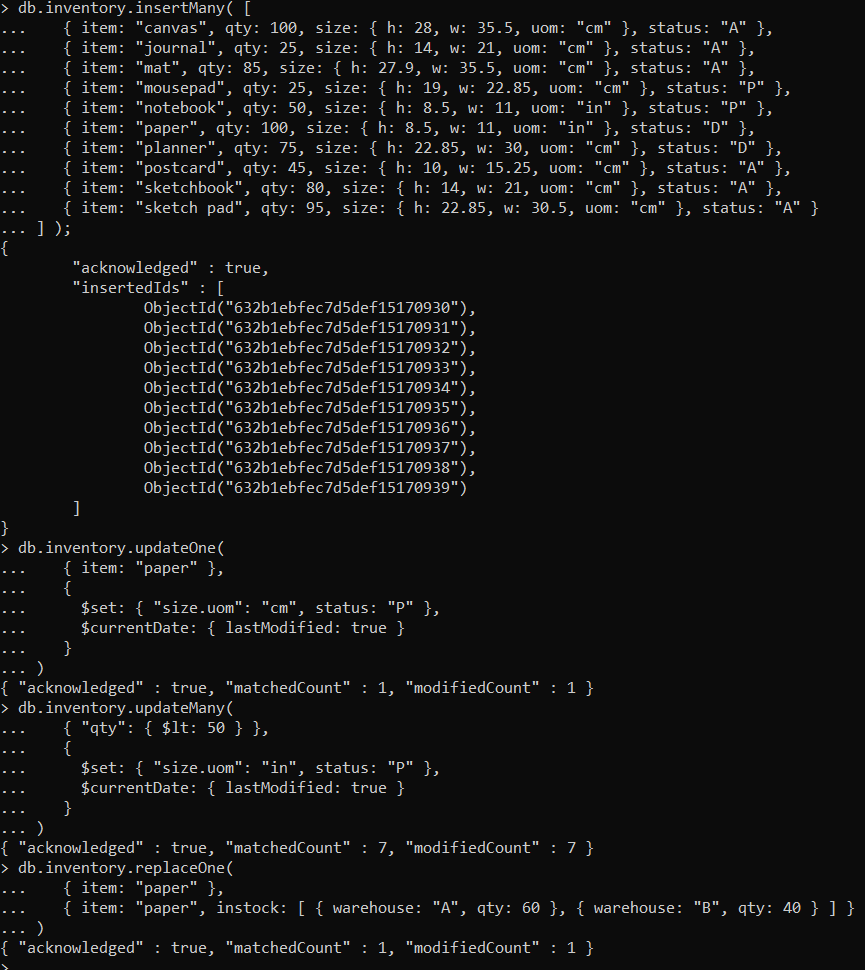 > db.inventory.insertMany( [
...    { item: "canvas", qty: 100, size: { h: 28, w: 35.5, uom: "cm" }, status: "A" },
...    { item: "journal", qty: 25, size: { h: 14, w: 21, uom: "cm" }, status: "A" },
...    { item: "mat", qty: 85, size: { h: 27.9, w: 35.5, uom: "cm" }, status: "A" },
...    { item: "mousepad", qty: 25, size: { h: 19, w: 22.85, uom: "cm" }, status: "P" },
...    { item: "notebook", qty: 50, size: { h: 8.5, w: 11, uom: "in" }, status: "P" },
...    { item: "paper", qty: 100, size: { h: 8.5, w: 11, uom: "in" }, status: "D" },
...    { item: "planner", qty: 75, size: { h: 22.85, w: 30, uom: "cm" }, status: "D" },
...    { item: "postcard", qty: 45, size: { h: 10, w: 15.25, uom: "cm" }, status: "A" },
...    { item: "sketchbook", qty: 80, size: { h: 14, w: 21, uom: "cm" }, status: "A" },
...    { item: "sketch pad", qty: 95, size: { h: 22.85, w: 30.5, uom: "cm" }, status: "A" }
... ] );
{
        "acknowledged" : true,
        "insertedIds" : [
                ObjectId("632b1ebfec7d5def15170930"),
                ObjectId("632b1ebfec7d5def15170931"),
                ObjectId("632b1ebfec7d5def15170932"),
                ObjectId("632b1ebfec7d5def15170933"),
                ObjectId("632b1ebfec7d5def15170934"),
                ObjectId("632b1ebfec7d5def15170935"),
                ObjectId("632b1ebfec7d5def15170936"),
                ObjectId("632b1ebfec7d5def15170937"),
                ObjectId("632b1ebfec7d5def15170938"),
                ObjectId("632b1ebfec7d5def15170939")
        ]
}
> db.inventory.updateOne(
...    { item: "paper" },
...    {
...      $set: { "size.uom": "cm", status: "P" },
...      $currentDate: { lastModified: true }
...    }
... )
{ "acknowledged" : true, "matchedCount" : 1, "modifiedCount" : 1 }
> db.inventory.updateMany(
...    { "qty": { $lt: 50 } },
...    {
...      $set: { "size.uom": "in", status: "P" },
...      $currentDate: { lastModified: true }
...    }
... )
{ "acknowledged" : true, "matchedCount" : 7, "modifiedCount" : 7 }
> db.inventory.replaceOne(
...    { item: "paper" },
...    { item: "paper", instock: [ { warehouse: "A", qty: 60 }, { warehouse: "B", qty: 40 } ] }
... )
{ "acknowledged" : true, "matchedCount" : 1, "modifiedCount" : 1 }
>